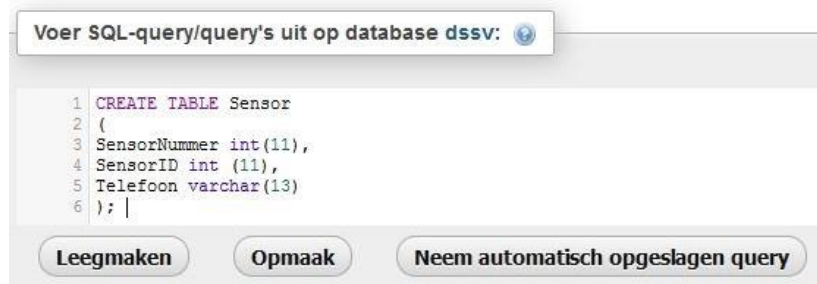 Voer SQL-query/query's uit op database dssv:
1 CREATE TABLE Sensor
2 (
3 SensorNummer int(11),
4 SensorID int (11),
5 Telefoon varchar(13)
6 );
Leegmaken Opmaak Neem automatisch opgeslagen query